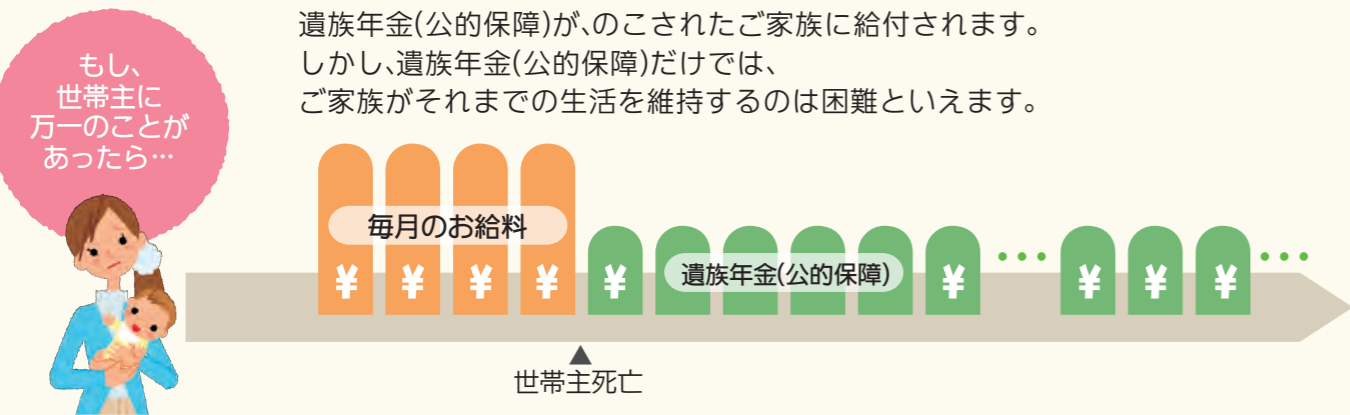 もし、
世帯主に
万一のことが
あったら…
遺族年金(公的保障)が、のこされたご家族に給付されます。
しかし、遺族年金(公的保障)だけでは、
ご家族がそれまでの生活を維持するのは困難といえます。
毎月のお給料
¥ ¥ ¥ ¥ ¥ 遺族年金(公的保障) ¥ … ¥ ¥ ¥ …
▲
世帯主死亡